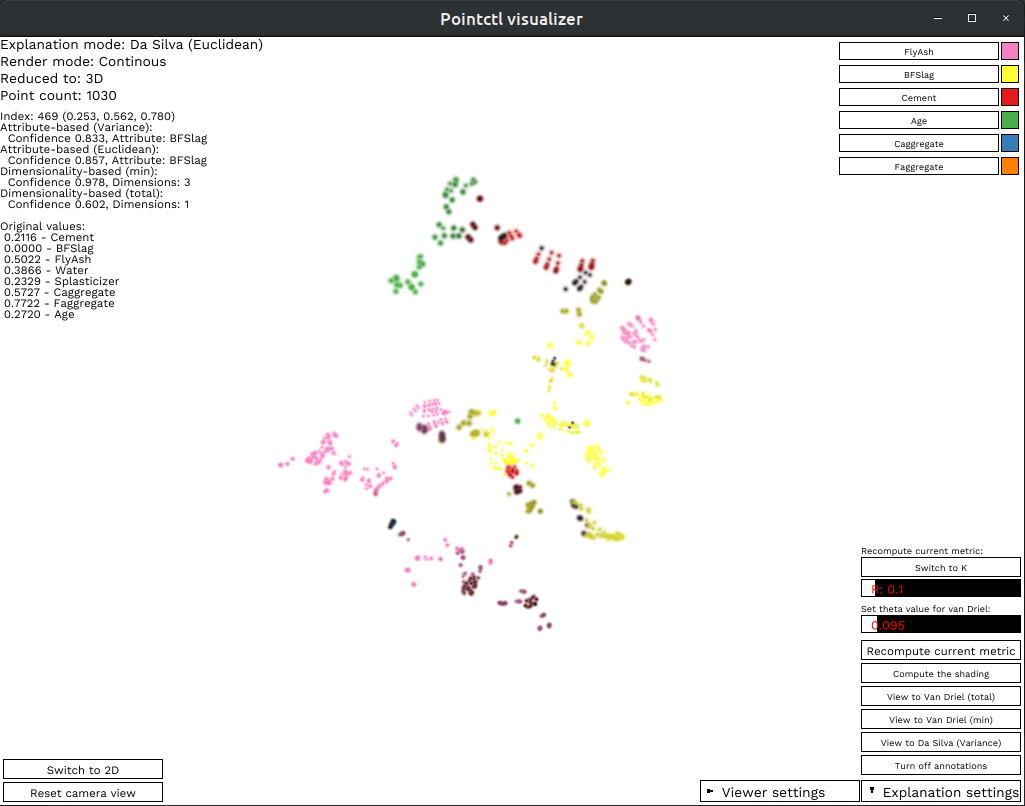 Pointctl visualizer
Explanation mode: Da Silva (Euclidean)
Render mode: Continous
Reduced to: 3D
Point count: 1030
Index: 469 (0.253, 0.562, 0.780)
Attribute-based (Variance):
Confidence 0.833, Attribute: BFSlag
Attribute-based (Euclidean):
Confidence 0.857, Attribute: BFSlag
Dimensionality-based (min):
Confidence 0.978, Dimensions: 3
Dimensionality-based (total):
Confidence 0.602, Dimensions: 1
Original values:
0.2116 - Cement
0.0000 - BFSlag
0.5022 - FlyAsh
0.3866 - Water
0.2329 - Splasticizer
0.5727 - Caggregate
0.7722 - Faggregate
0.2720 - Age
FlyAsh
BFSlag
Cement
Age
Caggregate
Faggregate
Recompute current metric:
Switch to K
R: 0.1
Set theta value for van Driel:
0.095
Recompute current metric
Compute the shading
View to Van Driel (total)
View to Van Driel (min)
View to Da Silva (Variance)
Turn off annotations
Switch to 2D
Reset camera view
Viewer settings
Explanation settings